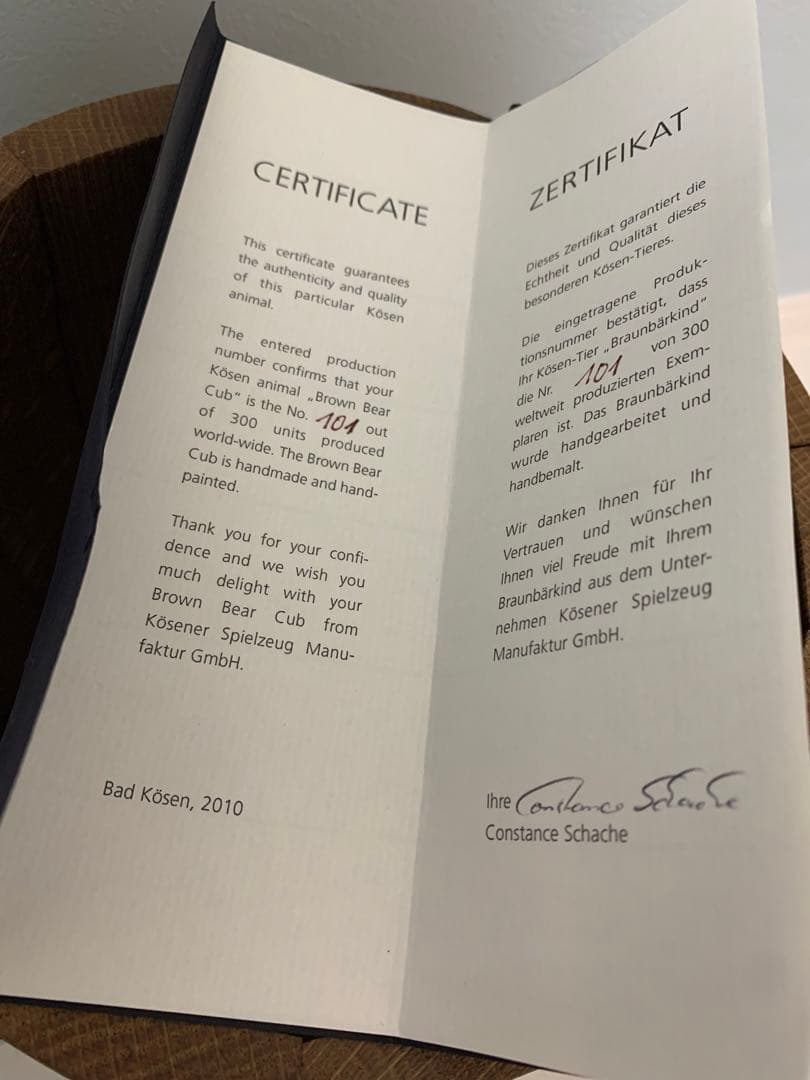 CERTIFICATE
This certificate guarantees
the authenticity and quality
of this particular Kösen
animal.
The entered production
number confirms that your
Kösen animal „Brown Bear
Cub“ is the No. 101 out
of 300 units produced
world-wide. The Brown Bear
Cub is handmade and hand-
painted.
Thank you for your confi-
dence and we wish you
much delight with your
Brown Bear Cub from
Kösener Spielzeug Manu-
faktur GmbH.
Bad Kösen, 2010
ZERTIFIKAT
Dieses Zertifikat garantiert die
Echtheit und Qualität dieses
besonderen Kösen-Tieres.
Die eingetragene Produk-
tionsnummer bestätigt, dass
Ihr Kösen-Tier „Braunbärkind“
die Nr. 101 von 300
weltweit produzierten Exem-
plaren ist. Das Braunbärkind
wurde handgearbeitet und
handbemalt.
Wir danken Ihnen für Ihr
Vertrauen und wünschen
Ihnen viel Freude mit Ihrem
Braunbärkind aus dem Unter-
nehmen Kösener Spielzeug
Manufaktur GmbH.
Ihre Constance Schache
Constance Schache